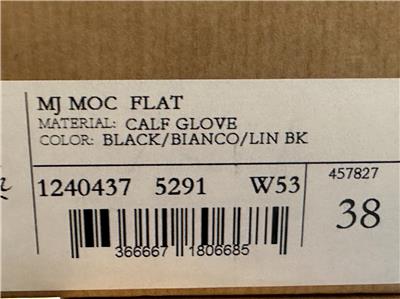 MJ MOC FLAT
MATERIAL: CALF GLOVE
COLOR: BLACK/BIANCO/LIN BK
1240437 5291 W53
457827
38
366667 1806685